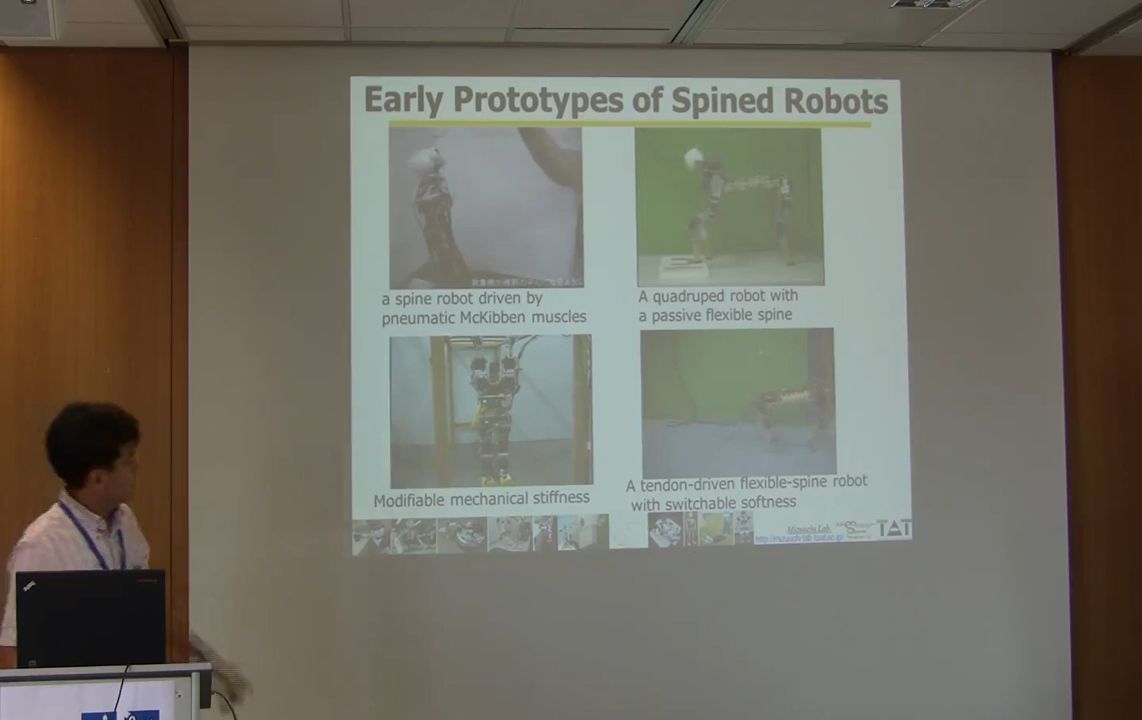 Early Prototypes of Spined Robots
a spine robot driven by
pneumatic McKibben muscles
A quadruped robot with
a passive flexible spine
Modifiable mechanical stiffness
A tendon-driven flexible-spine robot
with switchable softness
Mizuuchi Lab.
TAT